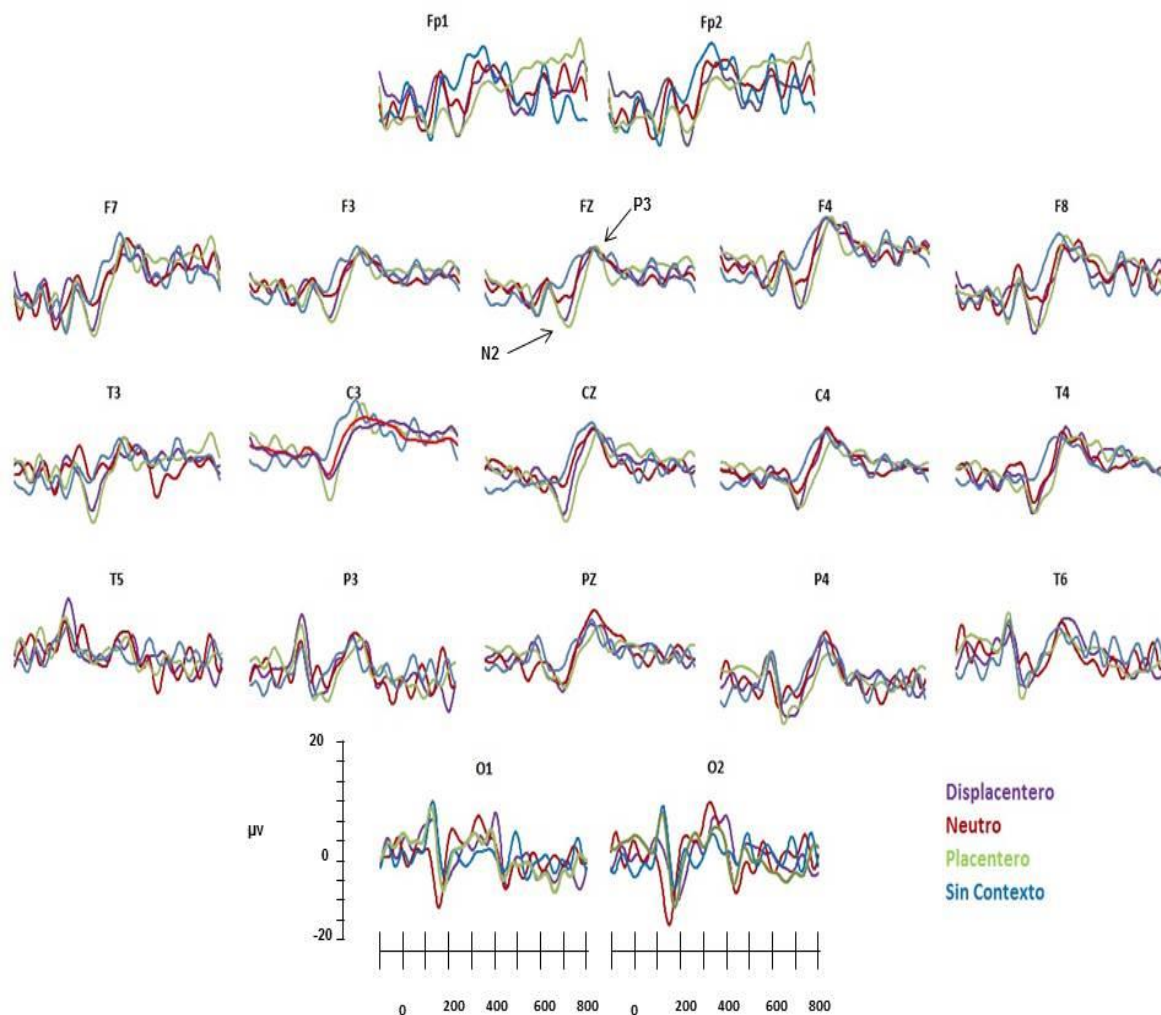 Fp1 Fp2
F7 F3 FZ P3 F4 F8
N2
T3 C3 CZ C4 T4
T5 P3 PZ P4 T6
20
O1 O2
µv
0
-20
Displacentero
Neutro
Placentero
Sin Contexto
0 200 400 600 800 0 200 400 600 800